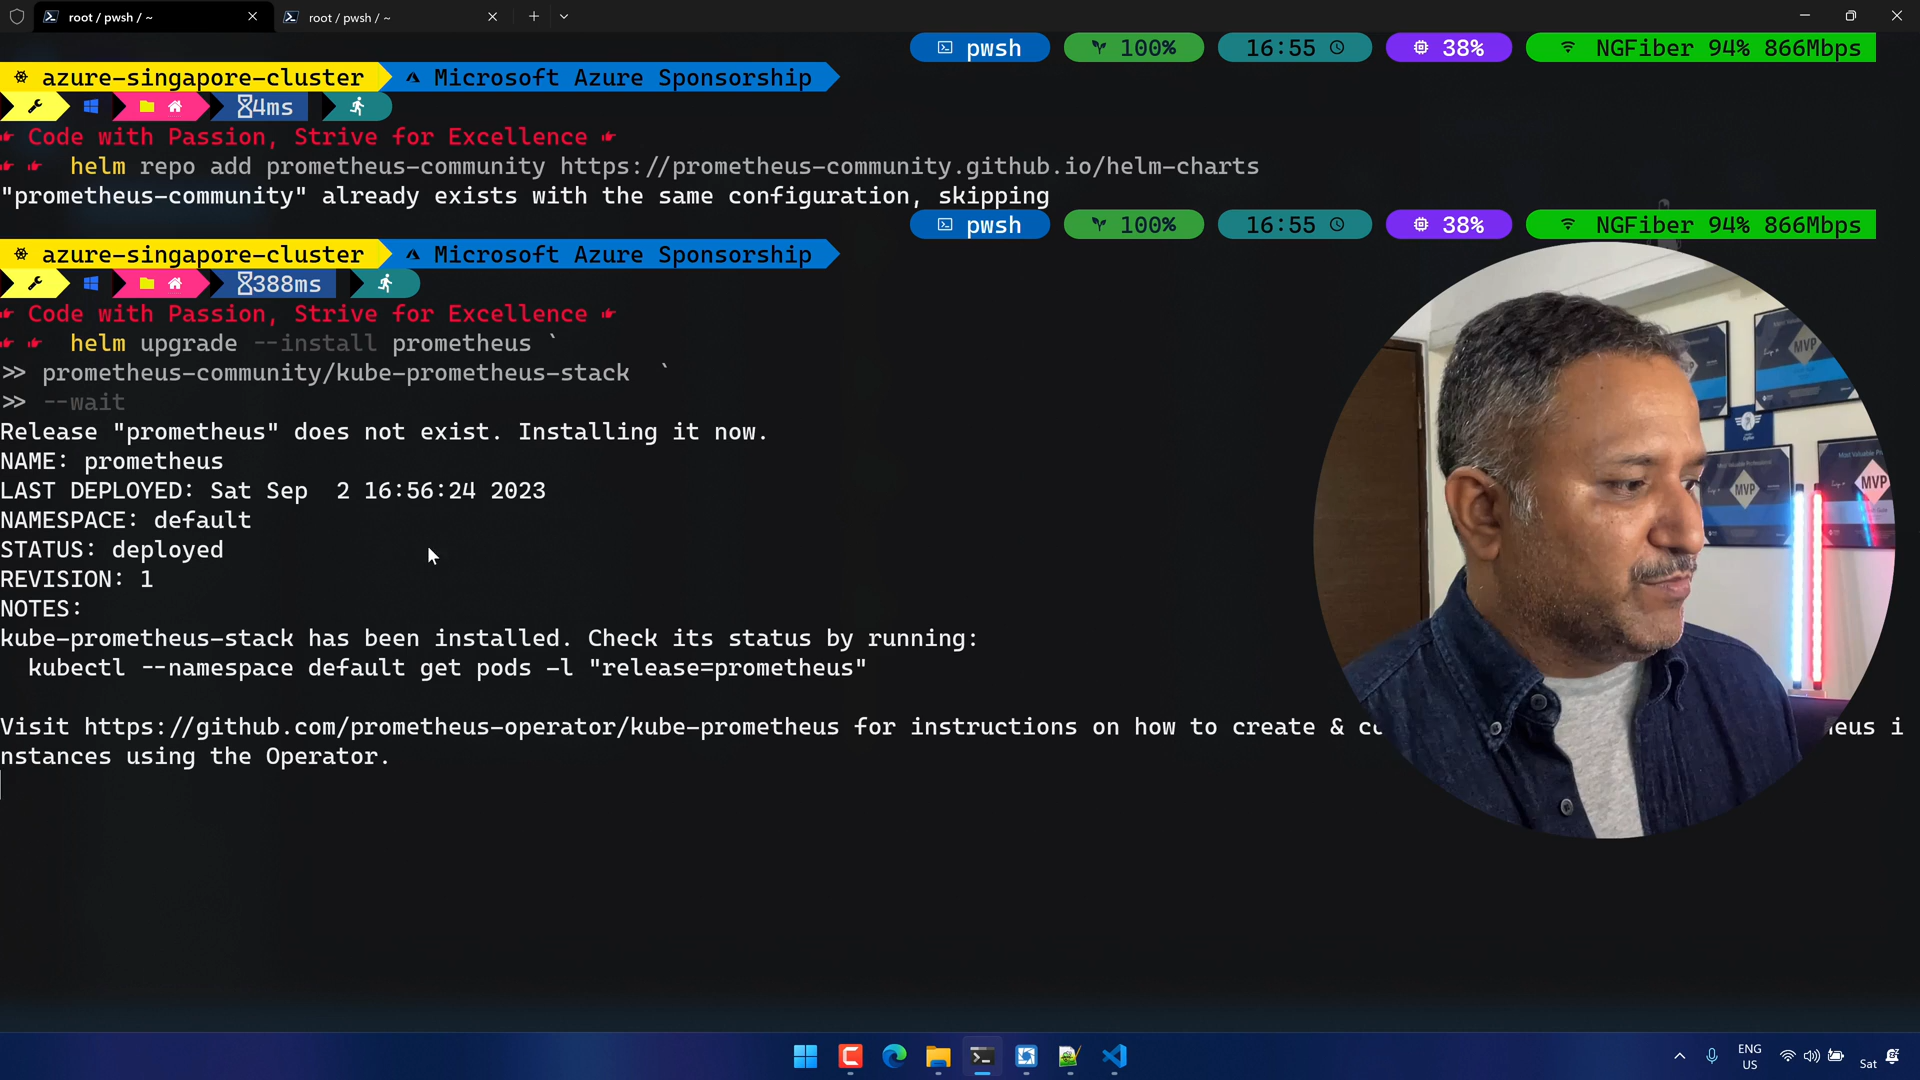 root / pwsh / ~
root / pwsh / ~
pwsh 100% 16:55 38% NGFiber 94% 866Mbps
azure-singapore-cluster Microsoft Azure Sponsorship
4ms
Code with Passion, Strive for Excellence
helm repo add prometheus-community https://prometheus-community.github.io/helm-charts
"prometheus-community" already exists with the same configuration, skipping
pwsh 100% 16:55 38% NGFiber 94% 866Mbps
azure-singapore-cluster Microsoft Azure Sponsorship
388ms
Code with Passion, Strive for Excellence
helm upgrade --install prometheus `
>> prometheus-community/kube-prometheus-stack `
>> --wait
Release "prometheus" does not exist. Installing it now.
NAME: prometheus
LAST DEPLOYED: Sat Sep  2 16:56:24 2023
NAMESPACE: default
STATUS: deployed
REVISION: 1
NOTES:
kube-prometheus-stack has been installed. Check its status by running:
kubectl --namespace default get pods -l "release=prometheus"
Visit https://github.com/prometheus-operator/kube-prometheus for instructions on how to create & co eus i
nstances using the Operator.
MVP
MVP
MVP
MVP
ENG
US
Sat